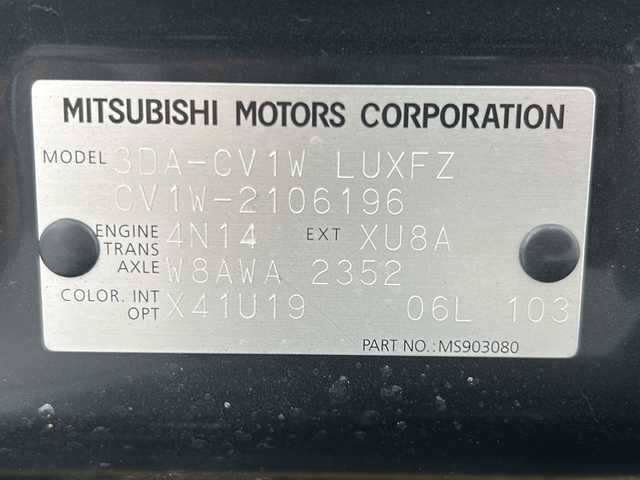 MITSUBISHI MOTORS CORPORATION
MODEL 3DA-CV1W LUXFZ
CV1W-2106196
ENGINE 4N14 EXT XU8A
TRANS
AXLE W8AWA 2352
COLOR. INT X41U19 06L 103
OPT
PART NO.:MS903080